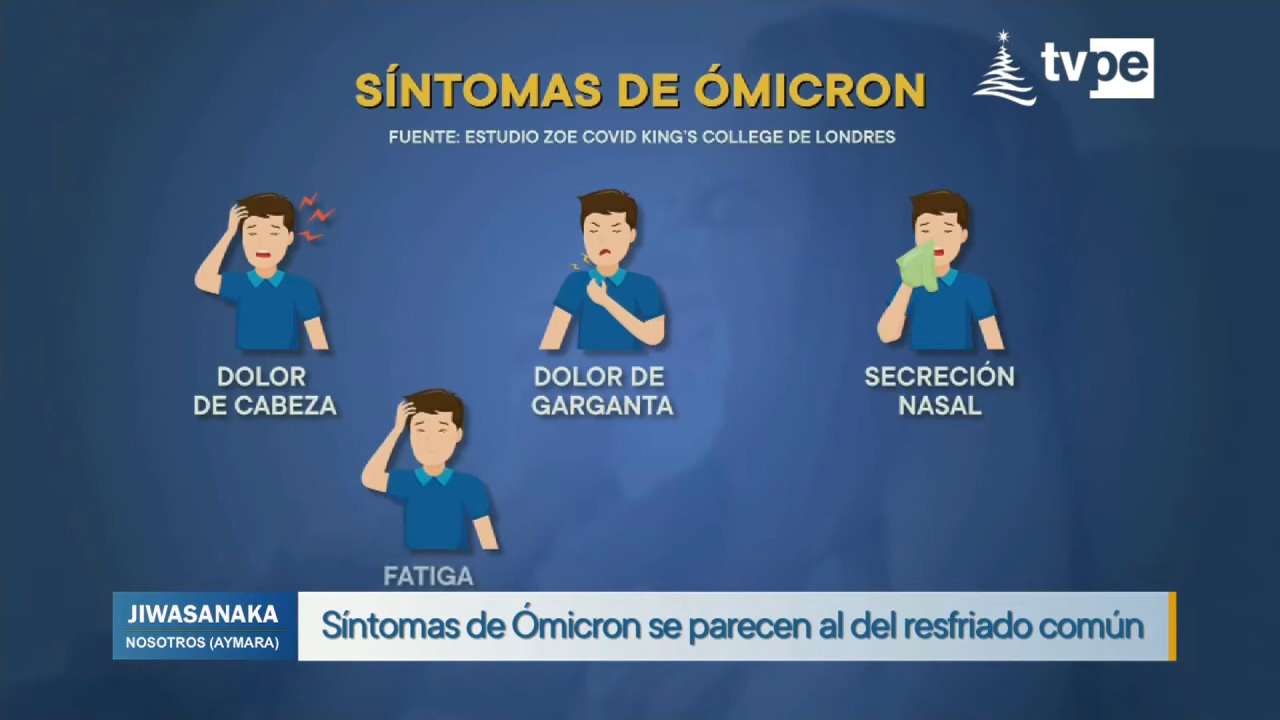 SÍNTOMAS DE ÓMICRON
tvpe
FUENTE: ESTUDIO ZOE COVID KING'S COLLEGE DE LONDRES
DOLOR
DE CABEZA
DOLOR DE
GARGANTA
SECRECIÓN
NASAL
FATIGA
JIWASANAKA
NOSOTROS (AYMARA)
Síntomas de Ómicron se parecen al del resfriado común